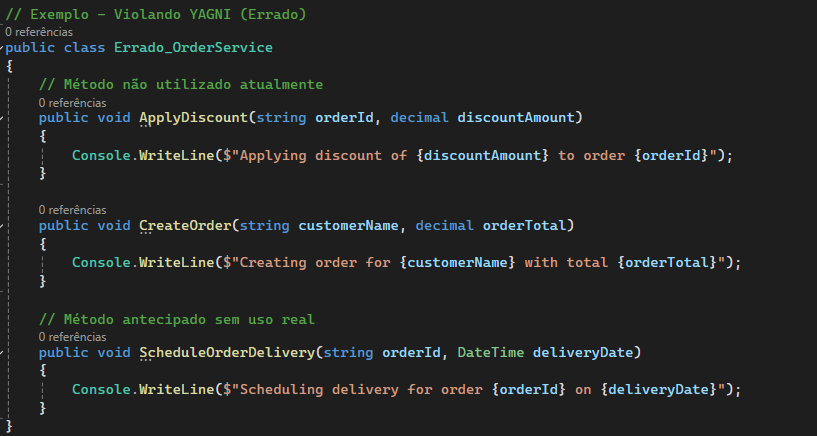 // Exemplo - Violando YAGNI (Errado)
0 referências
public class Errado_OrderService
{
// Método não utilizado atualmente
0 referências
public void ApplyDiscount(string orderId, decimal discountAmount)
{
Console.WriteLine($"Applying discount of {discountAmount} to order {orderId}");
}
0 referências
public void CreateOrder(string customerName, decimal orderTotal)
{
Console.WriteLine($"Creating order for {customerName} with total {orderTotal}");
}
// Método antecipado sem uso real
0 referências
public void ScheduleOrderDelivery(string orderId, DateTime deliveryDate)
{
Console.WriteLine($"Scheduling delivery for order {orderId} on {deliveryDate}");
}
}